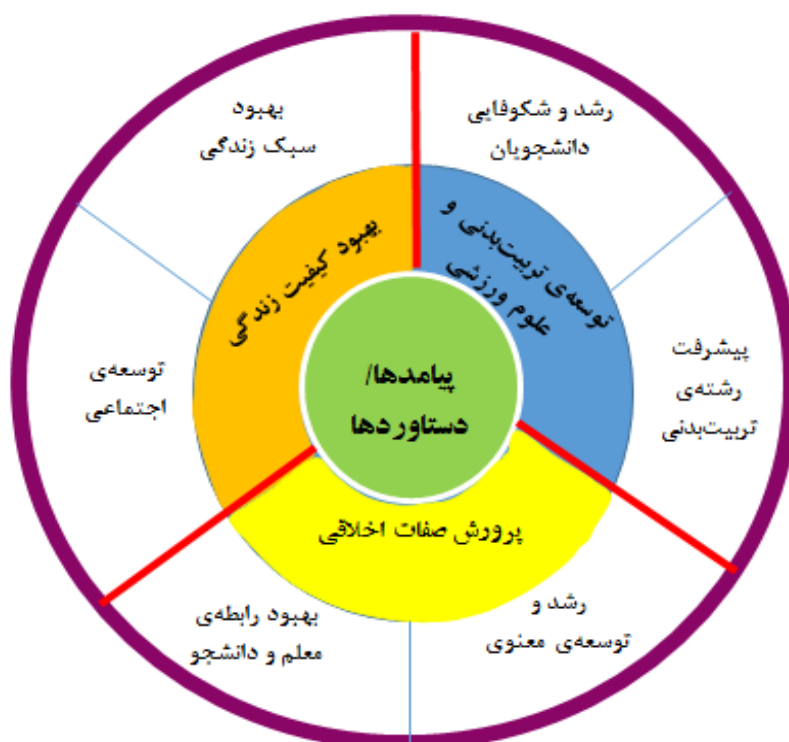 پیامدها/
دستاوردها
توسعه‌ی تربیت‌بدنی و
علوم ورزشی
رشد و شکوفایی
دانشجویان
پیشرفت
رشته‌ی
تربیت‌بدنی
پرورش صفات اخلاقی
رشد و
توسعه‌ی معنوی
بهبود رابطه‌ی
معلم و دانشجو
بهبود کیفیت زندگی
توسعه‌ی
اجتماعی
بهبود
سبک زندگی